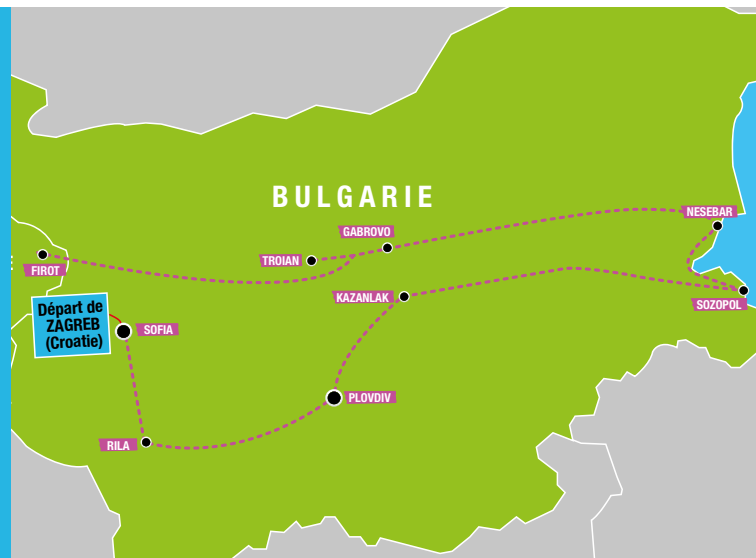 BULGARIE
NESEBAR
GABROVO
TROIAN
FIROT
KAZANLAK
SOZOPOL
Départ de
ZAGREB
(Croatie)
SOFIA
PLOVDIV
RILA